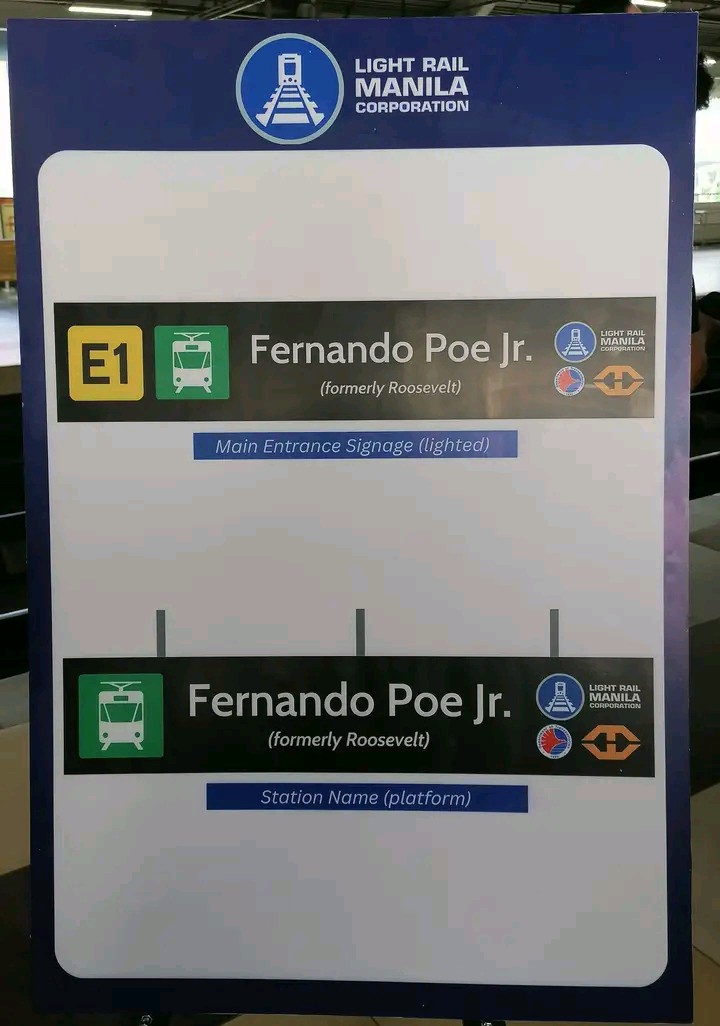 LIGHT RAIL
MANILA
CORPORATION
E1
Fernando Poe Jr.
(formerly Roosevelt)
LIGHT RAIL
MANILA
CORPORATION
Main Entrance Signage (lighted)
Fernando Poe Jr.
(formerly Roosevelt)
LIGHT RAIL
MANILA
CORPORATION
Station Name (platform)